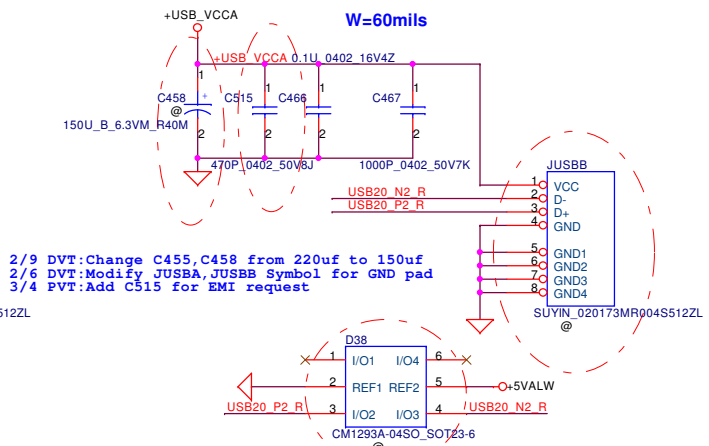 +USB_VCCA
W=60mils
+USB_VCCA 0.1U_0402_16V4Z
1 1 1 1
C458 C515 C466 C467
+
@
150U_B_6.3VM_R40M
2 2 2 2
470P_0402_50V8J 1000P_0402_50V7K
JUSBB
1 VCC
USB20_N2_R 2 D-
USB20_P2_R 3 D+
4 GND
5 GND1
6 GND2
7 GND3
8 GND4
SUYIN_020173MR004S512ZL
@
2/9 DVT:Change C455,C458 from 220uf to 150uf
2/6 DVT:Modify JUSBA,JUSBB Symbol for GND pad
3/4 PVT:Add C515 for EMI request
512ZL
D38
1 I/O1 I/O4 6
2 REF1 REF2 5 +5VALW
USB20_P2_R 3 I/O2 I/O3 4 USB20_N2_R
CM1293A-04SO_SOT23-6
@